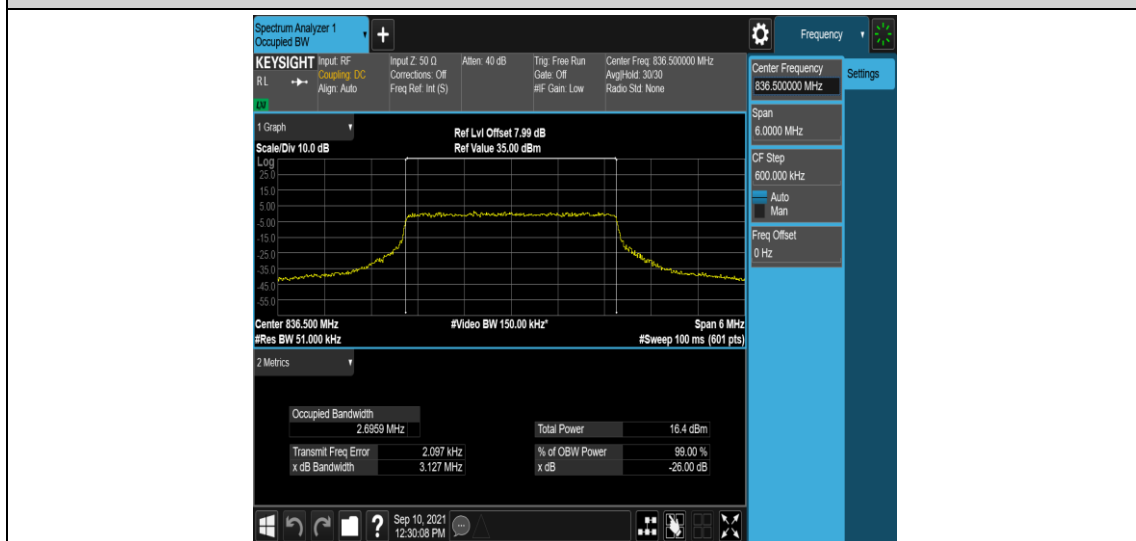 Spectrum Analyzer 1
Occupied BW
+
Frequency
KEYSIGHT
R L
LXI
Input: RF
Coupling: DC
Align: Auto
Input Z: 50 Ω
Corrections: Off
Freq Ref: Int (S)
Atten: 40 dB
Trig: Free Run
Gate: Off
#IF Gain: Low
Center Freq: 836.500000 MHz
Avg|Hold: 30/30
Radio Std: None
Center Frequency
836.500000 MHz
Settings
Span
6.0000 MHz
CF Step
600.000 kHz
Auto
Man
Freq Offset
0 Hz
1 Graph
Scale/Div 10.0 dB
Ref Lvl Offset 7.99 dB
Ref Value 35.00 dBm
Log
25.0
15.0
5.00
-5.00
-15.0
-25.0
-35.0
-45.0
-55.0
Center 836.500 MHz
#Video BW 150.00 kHz*
Span 6 MHz
#Res BW 51.000 kHz
#Sweep 100 ms (601 pts)
2 Metrics
Occupied Bandwidth
2.6959 MHz
Total Power 16.4 dBm
Transmit Freq Error 2.097 kHz
% of OBW Power 99.00 %
x dB Bandwidth 3.127 MHz
x dB -26.00 dB
?
Sep 10, 2021
12:30:08 PM